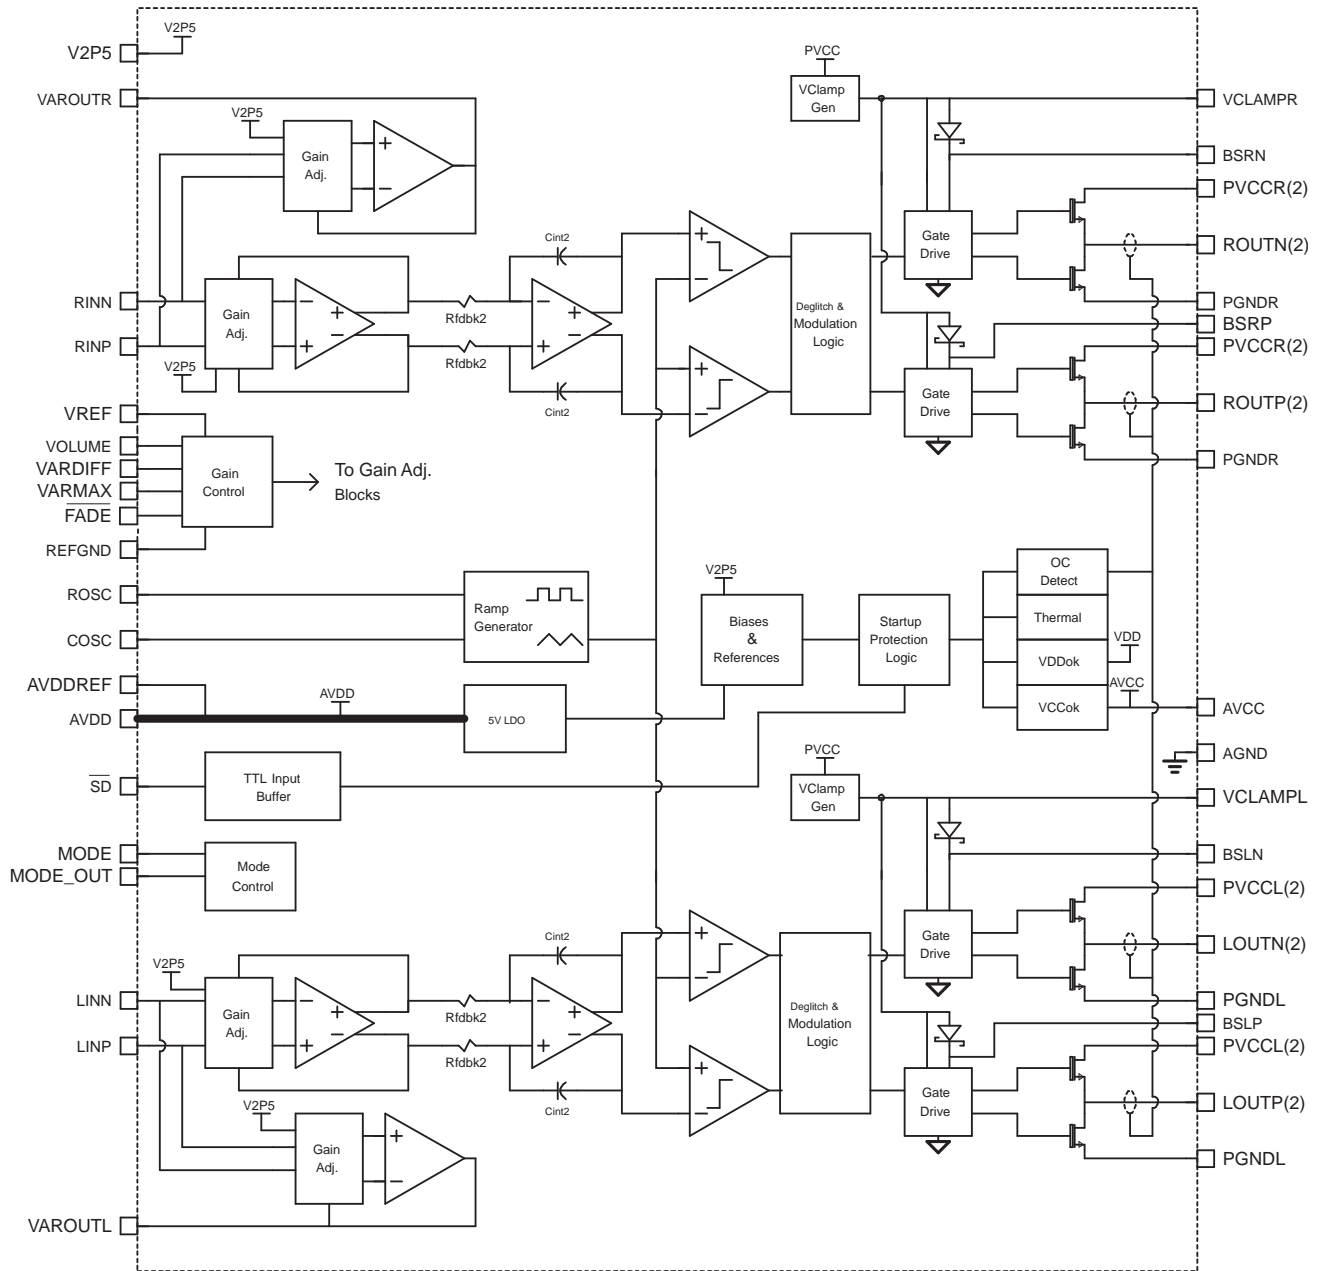 V2P5
V2P5
PVCC
VAROUTR
VClamp
Gen
VCLAMPR
V2P5
Gain
Adj.
+
−
BSRN
PVCCR(2)
Gate
Drive
Cint2
+
−
ROUTN(2)
RINN
Gain
Adj.
−
+
+
−
Rfdbk2
−
+
+
−
Deglitch &
Modulation
Logic
PGNDR
BSRP
RINP
V2P5
Rfdbk2
Cint2
+
−
PVCCR(2)
Gate
Drive
ROUTP(2)
VREF
VOLUME
VARDIFF
VARMAX
FADE
REFGND
Gain
Control
To Gain Adj.
Blocks
PGNDR
ROSC
COSC
Ramp
Generator
V2P5
Biases
&
References
Startup
Protection
Logic
OC
Detect
Thermal
VDDok
VCCok
VDD
AVCC
AVDDREF
AVDD
AVDD
5V LDO
AVCC
AGND
SD
TTL Input
Buffer
PVCC
VClamp
Gen
VCLAMPL
MODE
MODE_OUT
Mode
Control
BSLN
PVCCL(2)
Gate
Drive
Cint2
+
−
LOUTN(2)
V2P5
LINN
Gain
Adj.
−
+
+
−
Rfdbk2
−
+
+
−
Deglitch &
Modulation
Logic
PGNDL
BSLP
LINP
Rfdbk2
Cint2
+
−
PVCCL(2)
Gate
Drive
LOUTP(2)
V2P5
Gain
Adj.
+
−
PGNDL
VAROUTL